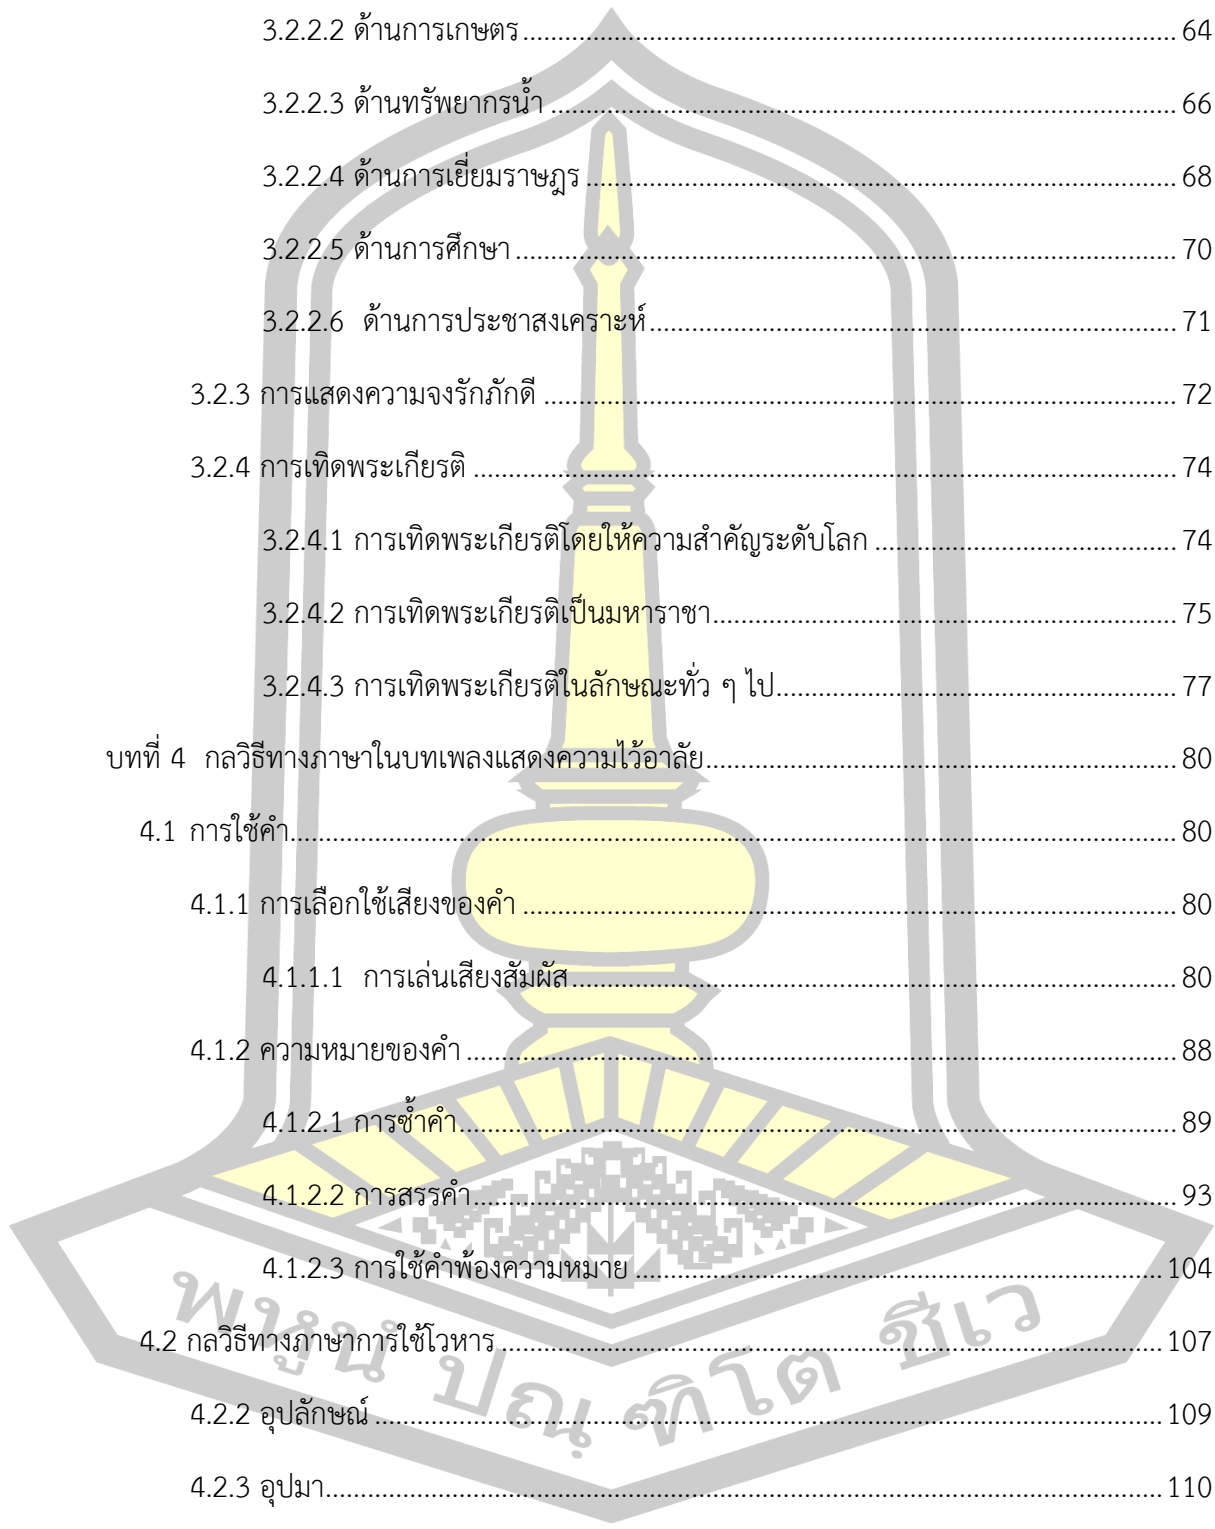 3.2.2.2 ด้านการเกษตร........................................................................ 64
3.2.2.3 ด้านทรัพยากรน้ำ ..................................................................... 66
3.2.2.4 ด้านการเยี่ยมราษฎร ................................................................. 68
3.2.2.5 ด้านการศึกษา ......................................................................... 70
3.2.2.6  ด้านการประชาสงเคราะห์.......................................................... 71
3.2.3 การแสดงความจงรักภักดี ...................................................................... 72
3.2.4 การเทิดพระเกียรติ .............................................................................. 74
3.2.4.1 การเทิดพระเกียรติโดยให้ความสำคัญระดับโลก ................................. 74
3.2.4.2 การเทิดพระเกียรติเป็นมหาราชา................................................... 75
3.2.4.3 การเทิดพระเกียรติในลักษณะทั่ว ๆ ไป............................................ 77
บทที่ 4  กลวิธีทางภาษาในบทเพลงแสดงความไว้อาลัย.................................................... 80
4.1 การใช้คำ.................................................................................................. 80
4.1.1 การเลือกใช้เสียงของคำ ........................................................................ 80
4.1.1.1  การเล่นเสียงสัมผัส................................................................... 80
4.1.2 ความหมายของคำ .............................................................................. 88
4.1.2.1 การซ้ำคำ............................................................................... 89
4.1.2.2 การสรรคำ.............................................................................. 93
4.1.2.3 การใช้คำพ้องความหมาย .......................................................... 104
4.2 กลวิธีทางภาษาการใช้โวหาร ......................................................................... 107
4.2.2 อุปลักษณ์ ....................................................................................... 109
4.2.3 อุปมา............................................................................................ 110
พหูนํ ปณฺฑิโต ชีเว